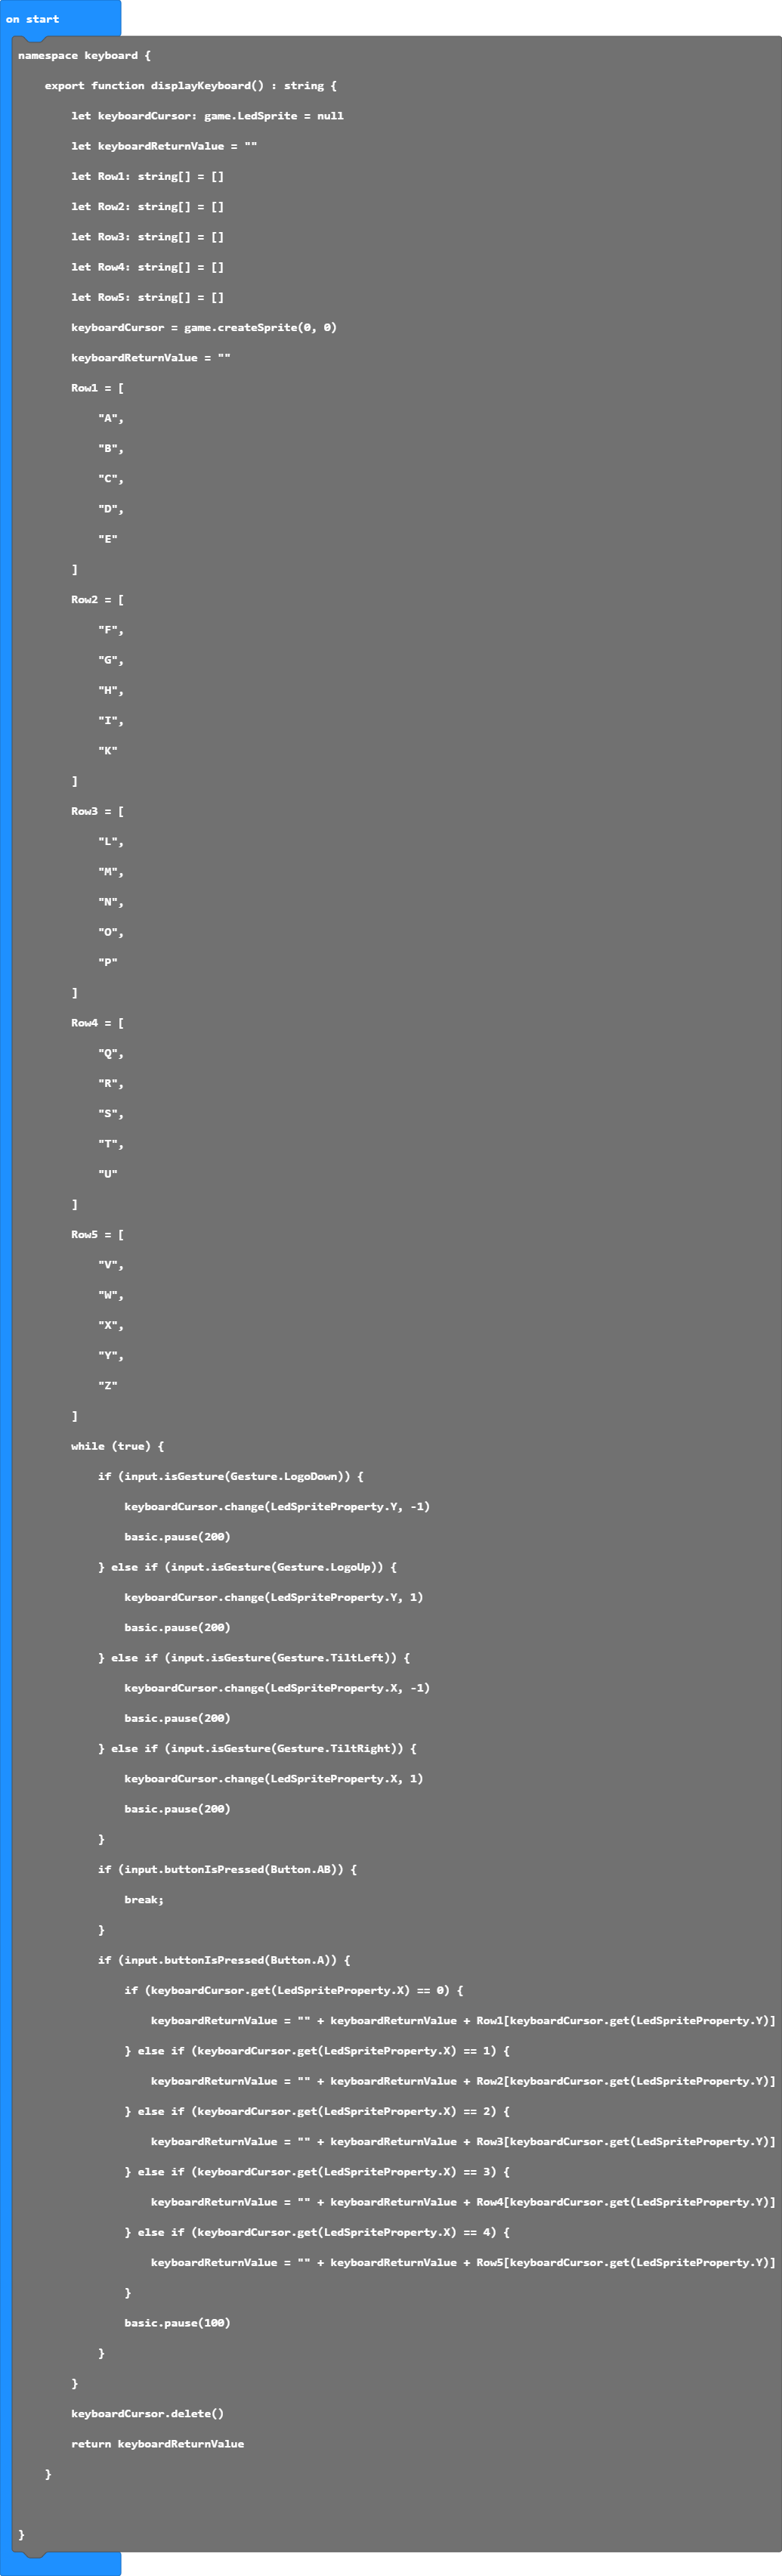 on start
namespace keyboard {
    export function displayKeyboard() : string {
        let keyboardCursor: game.LedSprite = null
        let keyboardReturnValue = ""
        let Row1: string[] = []
        let Row2: string[] = []
        let Row3: string[] = []
        let Row4: string[] = []
        let Row5: string[] = []
        keyboardCursor = game.createSprite(0, 0)
        keyboardReturnValue = ""
        Row1 = [
            "A",
            "B",
            "C",
            "D",
            "E"
        ]
        Row2 = [
            "F",
            "G",
            "H",
            "I",
            "K"
        ]
        Row3 = [
            "L",
            "M",
            "N",
            "O",
            "P"
        ]
        Row4 = [
            "Q",
            "R",
            "S",
            "T",
            "U"
        ]
        Row5 = [
            "V",
            "W",
            "X",
            "Y",
            "Z"
        ]
        while (true) {
            if (input.isGesture(Gesture.LogoDown)) {
                keyboardCursor.change(LedSpriteProperty.Y, -1)
                basic.pause(200)
            } else if (input.isGesture(Gesture.LogoUp)) {
                keyboardCursor.change(LedSpriteProperty.Y, 1)
                basic.pause(200)
            } else if (input.isGesture(Gesture.TiltLeft)) {
                keyboardCursor.change(LedSpriteProperty.X, -1)
                basic.pause(200)
            } else if (input.isGesture(Gesture.TiltRight)) {
                keyboardCursor.change(LedSpriteProperty.X, 1)
                basic.pause(200)
            }
            if (input.buttonIsPressed(Button.AB)) {
                break;
            }
            if (input.buttonIsPressed(Button.A)) {
                if (keyboardCursor.get(LedSpriteProperty.X) == 0) {
                    keyboardReturnValue = "" + keyboardReturnValue + Row1[keyboardCursor.get(LedSpriteProperty.Y)]
                } else if (keyboardCursor.get(LedSpriteProperty.X) == 1) {
                    keyboardReturnValue = "" + keyboardReturnValue + Row2[keyboardCursor.get(LedSpriteProperty.Y)]
                } else if (keyboardCursor.get(LedSpriteProperty.X) == 2) {
                    keyboardReturnValue = "" + keyboardReturnValue + Row3[keyboardCursor.get(LedSpriteProperty.Y)]
                } else if (keyboardCursor.get(LedSpriteProperty.X) == 3) {
                    keyboardReturnValue = "" + keyboardReturnValue + Row4[keyboardCursor.get(LedSpriteProperty.Y)]
                } else if (keyboardCursor.get(LedSpriteProperty.X) == 4) {
                    keyboardReturnValue = "" + keyboardReturnValue + Row5[keyboardCursor.get(LedSpriteProperty.Y)]
                }
                basic.pause(100)
            }
        }
        keyboardCursor.delete()
        return keyboardReturnValue
    }
}